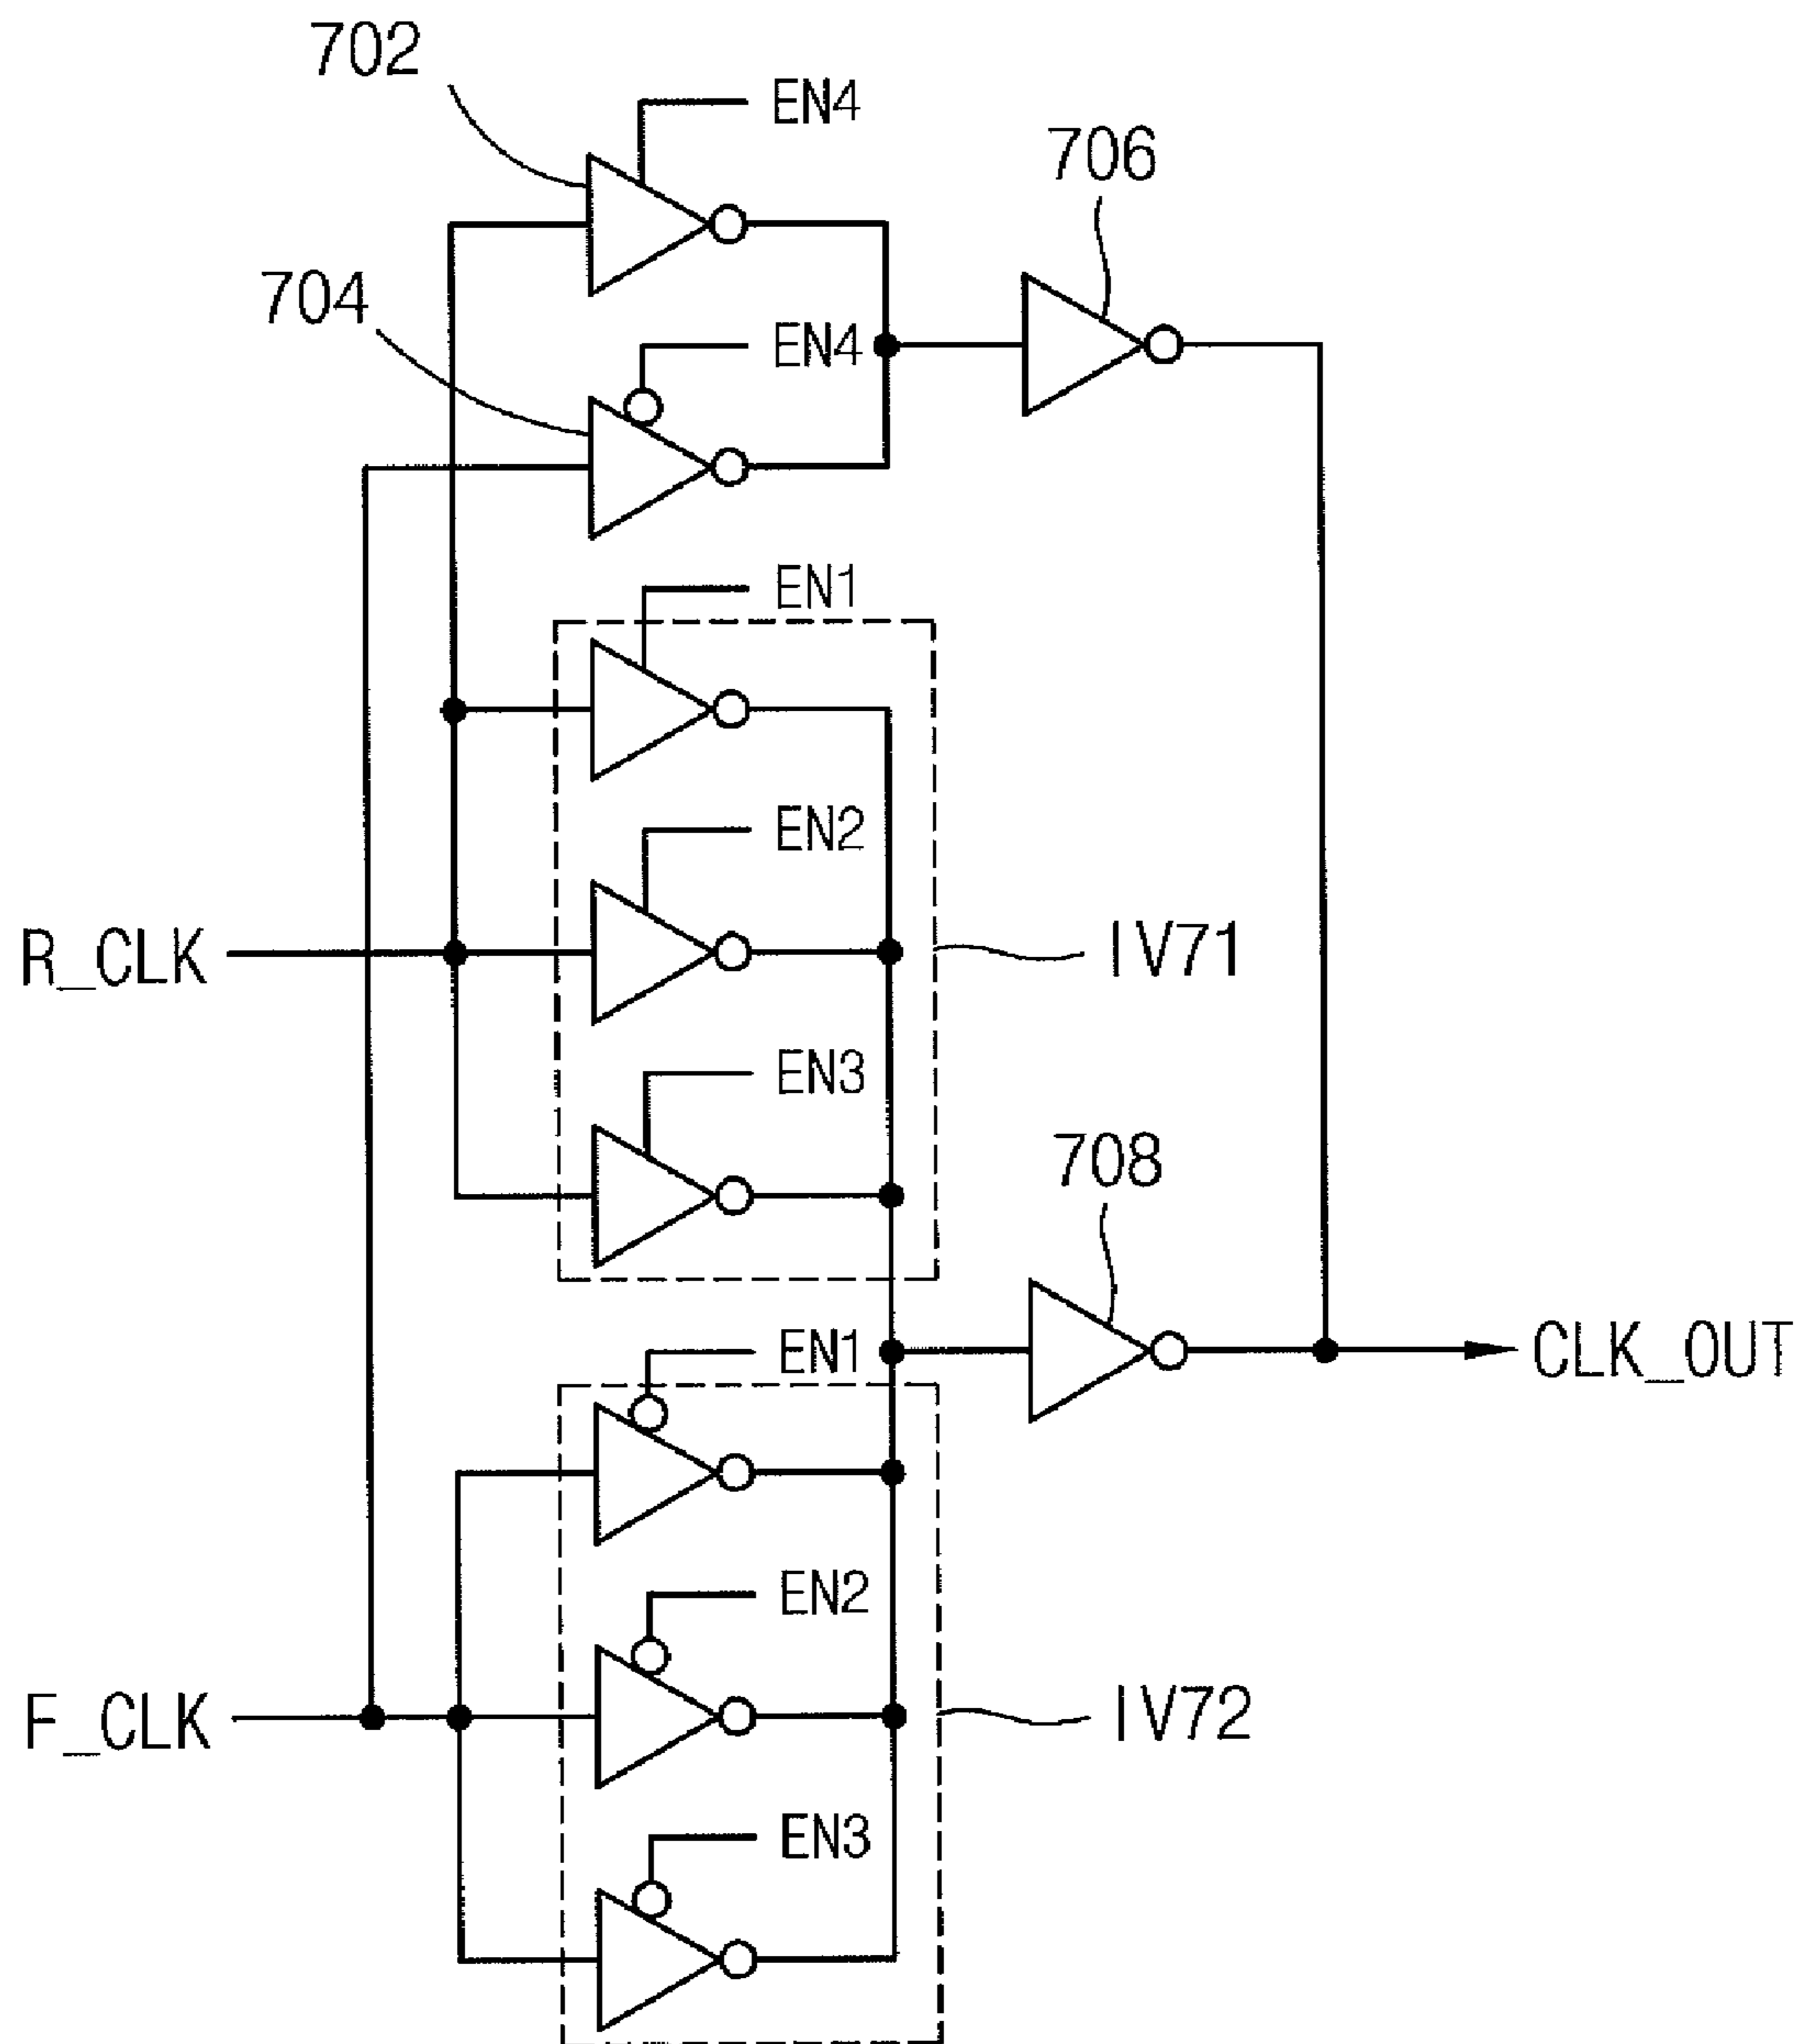 702
EN4
706
704
EN4
EN1
EN2
R_CLK
IV71
EN3
708
EN1
CLK_OUT
EN2
F_CLK
IV72
EN3